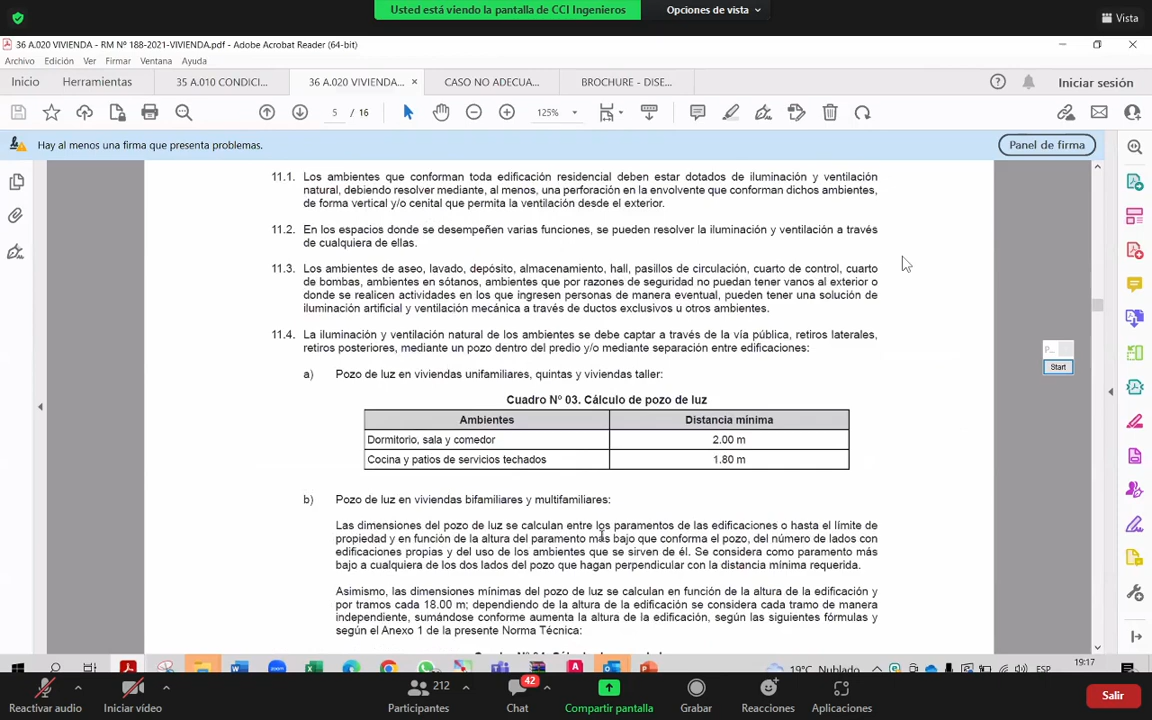 Usted está viendo la pantalla de CCI Ingenieros
Opciones de vista
Vista
36 A.020 VIVIENDA - RM Nº 188-2021-VIVIENDA.pdf - Adobe Acrobat Reader (64-bit)
Archivo Edición Ver Firmar Ventana Ayuda
Inicio Herramientas 35 A.010 CONDICI... 36 A.020 VIVIENDA... × CASO NO ADECUA... BROCHURE - DISE... Iniciar sesión
5 / 16 125%
Hay al menos una firma que presenta problemas. Panel de firma
11.1. Los ambientes que conforman toda edificación residencial deben estar dotados de iluminación y ventilación
natural, debiendo resolver mediante, al menos, una perforación en la envolvente que conforman dichos ambientes,
de forma vertical y/o cenital que permita la ventilación desde el exterior.
11.2. En los espacios donde se desempeñen varias funciones, se pueden resolver la iluminación y ventilación a través
de cualquiera de ellas.
11.3. Los ambientes de aseo, lavado, depósito, almacenamiento, hall, pasillos de circulación, cuarto de control, cuarto
de bombas, ambientes en sótanos, ambientes que por razones de seguridad no puedan tener vanos al exterior o
donde se realicen actividades en los que ingresen personas de manera eventual, pueden tener una solución de
iluminación artificial y ventilación mecánica a través de ductos exclusivos u otros ambientes.
11.4. La iluminación y ventilación natural de los ambientes se debe captar a través de la vía pública, retiros laterales,
retiros posteriores, mediante un pozo dentro del predio y/o mediante separación entre edificaciones:
P...
Start
a) Pozo de luz en viviendas unifamiliares, quintas y viviendas taller:
Cuadro Nº 03. Cálculo de pozo de luz
Ambientes Distancia mínima
Dormitorio, sala y comedor 2.00 m
Cocina y patios de servicios techados 1.80 m
b) Pozo de luz en viviendas bifamiliares y multifamiliares:
Las dimensiones del pozo de luz se calculan entre los paramentos de las edificaciones o hasta el límite de
propiedad y en función de la altura del paramento más bajo que conforma el pozo, del número de lados con
edificaciones propias y del uso de los ambientes que se sirven de él. Se considera como paramento más
bajo a cualquiera de los dos lados del pozo que hagan perpendicular con la distancia mínima requerida.
Asimismo, las dimensiones mínimas del pozo de luz se calculan en función de la altura de la edificación y
por tramos cada 18.00 m; dependiendo de la altura de la edificación se considera cada tramo de manera
independiente, sumándose conforme aumenta la altura de la edificación, según las siguientes fórmulas y
según el Anexo 1 de la presente Norma Técnica:
19°C Nublado ESP 19:17
212 42
Reactivar audio Iniciar vídeo Participantes Chat Compartir pantalla Grabar Reacciones Aplicaciones Salir